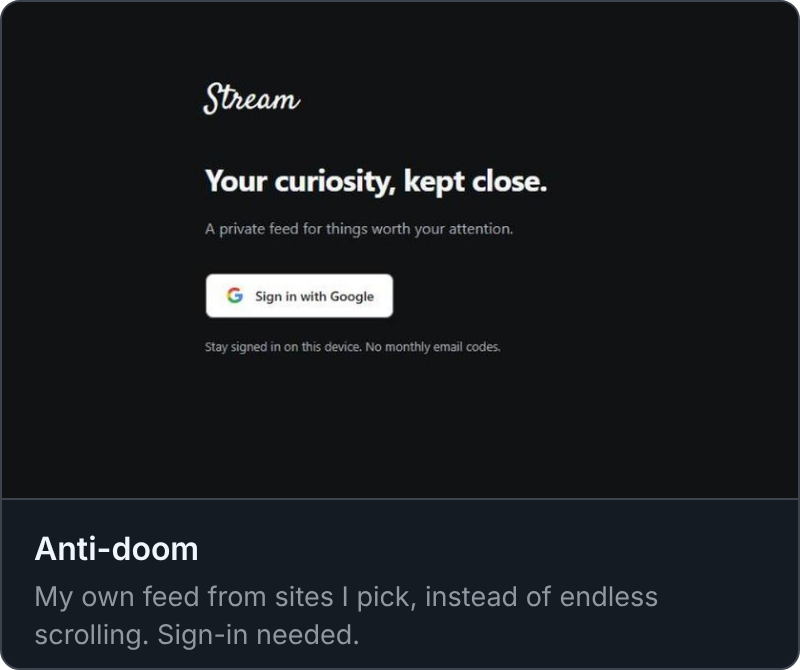 Stream
Your curiosity, kept close.
A private feed for things worth your attention.
Sign in with Google
Stay signed in on this device. No monthly email codes.
Anti-doom
My own feed from sites I pick, instead of endless
scrolling. Sign-in needed.